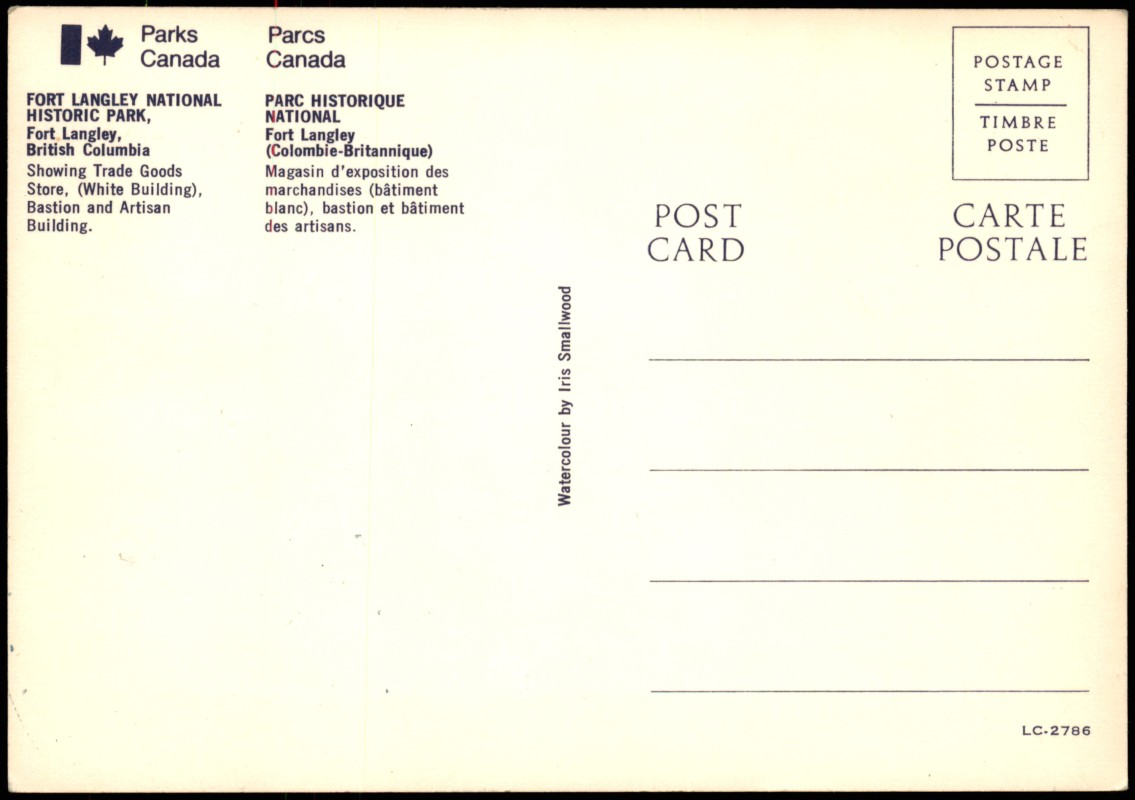 Parks
Canada
Parcs
Canada
FORT LANGLEY NATIONAL
HISTORIC PARK,
Fort Langley,
British Columbia
Showing Trade Goods
Store, (White Building),
Bastion and Artisan
Building.
PARC HISTORIQUE
NATIONAL
Fort Langley
(Colombie-Britannique)
Magasin d'exposition des
marchandises (bâtiment
blanc), bastion et bâtiment
des artisans.
Watercolour by Iris Smallwood
POSTAGE
STAMP
TIMBRE
POSTE
POST
CARD
CARTE
POSTALE
LC-2786